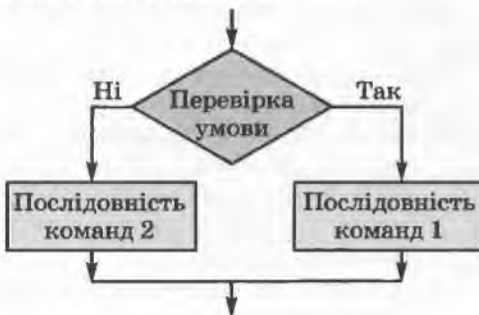 Ні
Так
Перевірка
умови
Послідовність
команд 2
Послідовність
команд 1